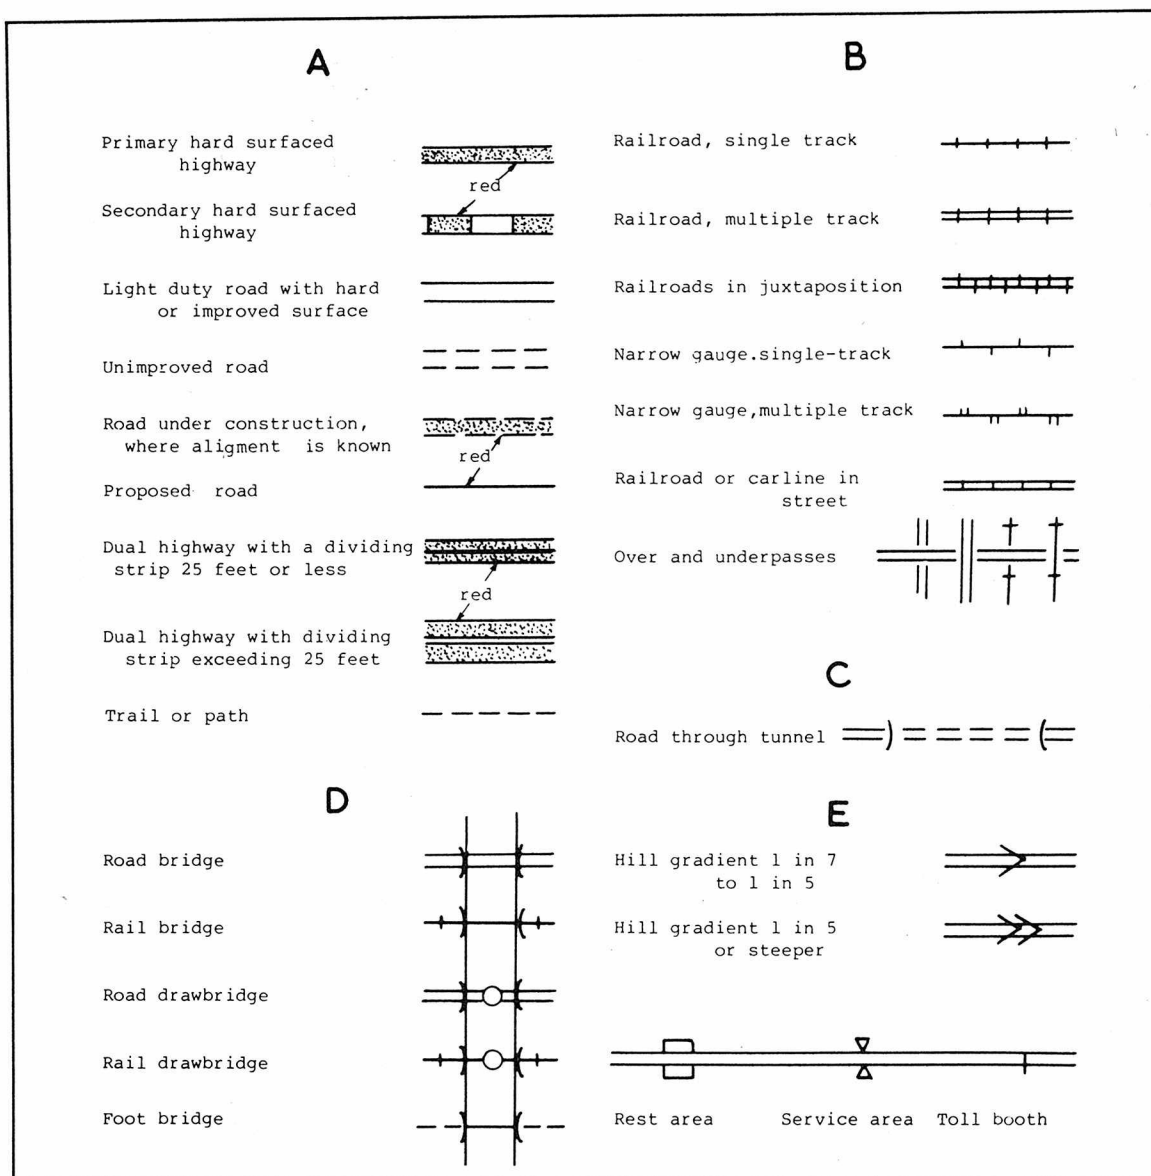 A
Primary hard surfaced
highway
red
Secondary hard surfaced
highway
Light duty road with hard
or improved surface
Unimproved road
Road under construction,
where aligment is known
red
Proposed road
Dual highway with a dividing
strip 25 feet or less
red
Dual highway with dividing
strip exceeding 25 feet
Trail or path
B
Railroad, single track
Railroad, multiple track
Railroads in juxtaposition
Narrow gauge.single-track
Narrow gauge,multiple track
Railroad or carline in
street
Over and underpasses
C
Road through tunnel
D
Road bridge
Rail bridge
Road drawbridge
Rail drawbridge
Foot bridge
E
Hill gradient 1 in 7
to 1 in 5
Hill gradient 1 in 5
or steeper
Rest area Service area Toll booth